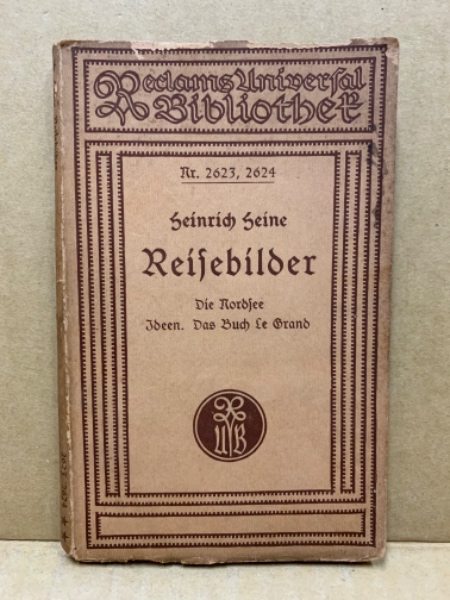 Reclams Universal
Bibliothek
Nr. 2623, 2624
Heinrich Heine
Reisebilder
Die Nordsee
Ideen. Das Buch Le Grand
RUB